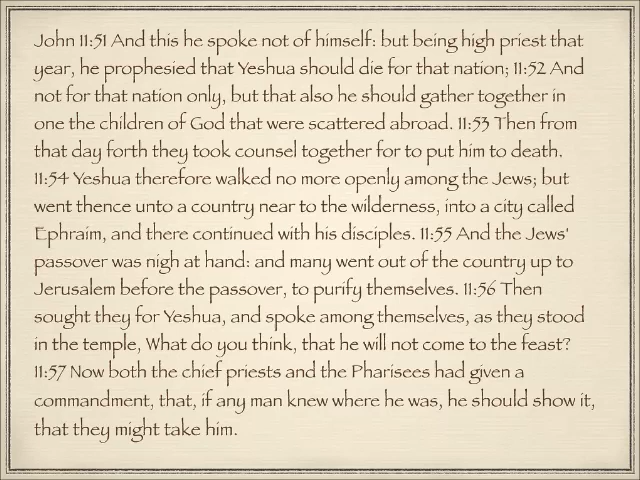 John 11:51 And this he spoke not of himself: but being high priest that
year, he prophesied that Yeshua should die for that nation; 11:52 And
not for that nation only, but that also he should gather together in
one the children of God that were scattered abroad. 11:53 Then from
that day forth they took counsel together for to put him to death.
11:54 Yeshua therefore walked no more openly among the Jews; but
went thence unto a country near to the wilderness, into a city called
Ephraim, and there continued with his disciples. 11:55 And the Jews'
passover was nigh at hand: and many went out of the country up to
Jerusalem before the passover, to purify themselves. 11:56 Then
sought they for Yeshua, and spoke among themselves, as they stood
in the temple, What do you think, that he will not come to the feast?
11:57 Now both the chief priests and the Pharisees had given a
commandment, that, if any man knew where he was, he should show it,
that they might take him.